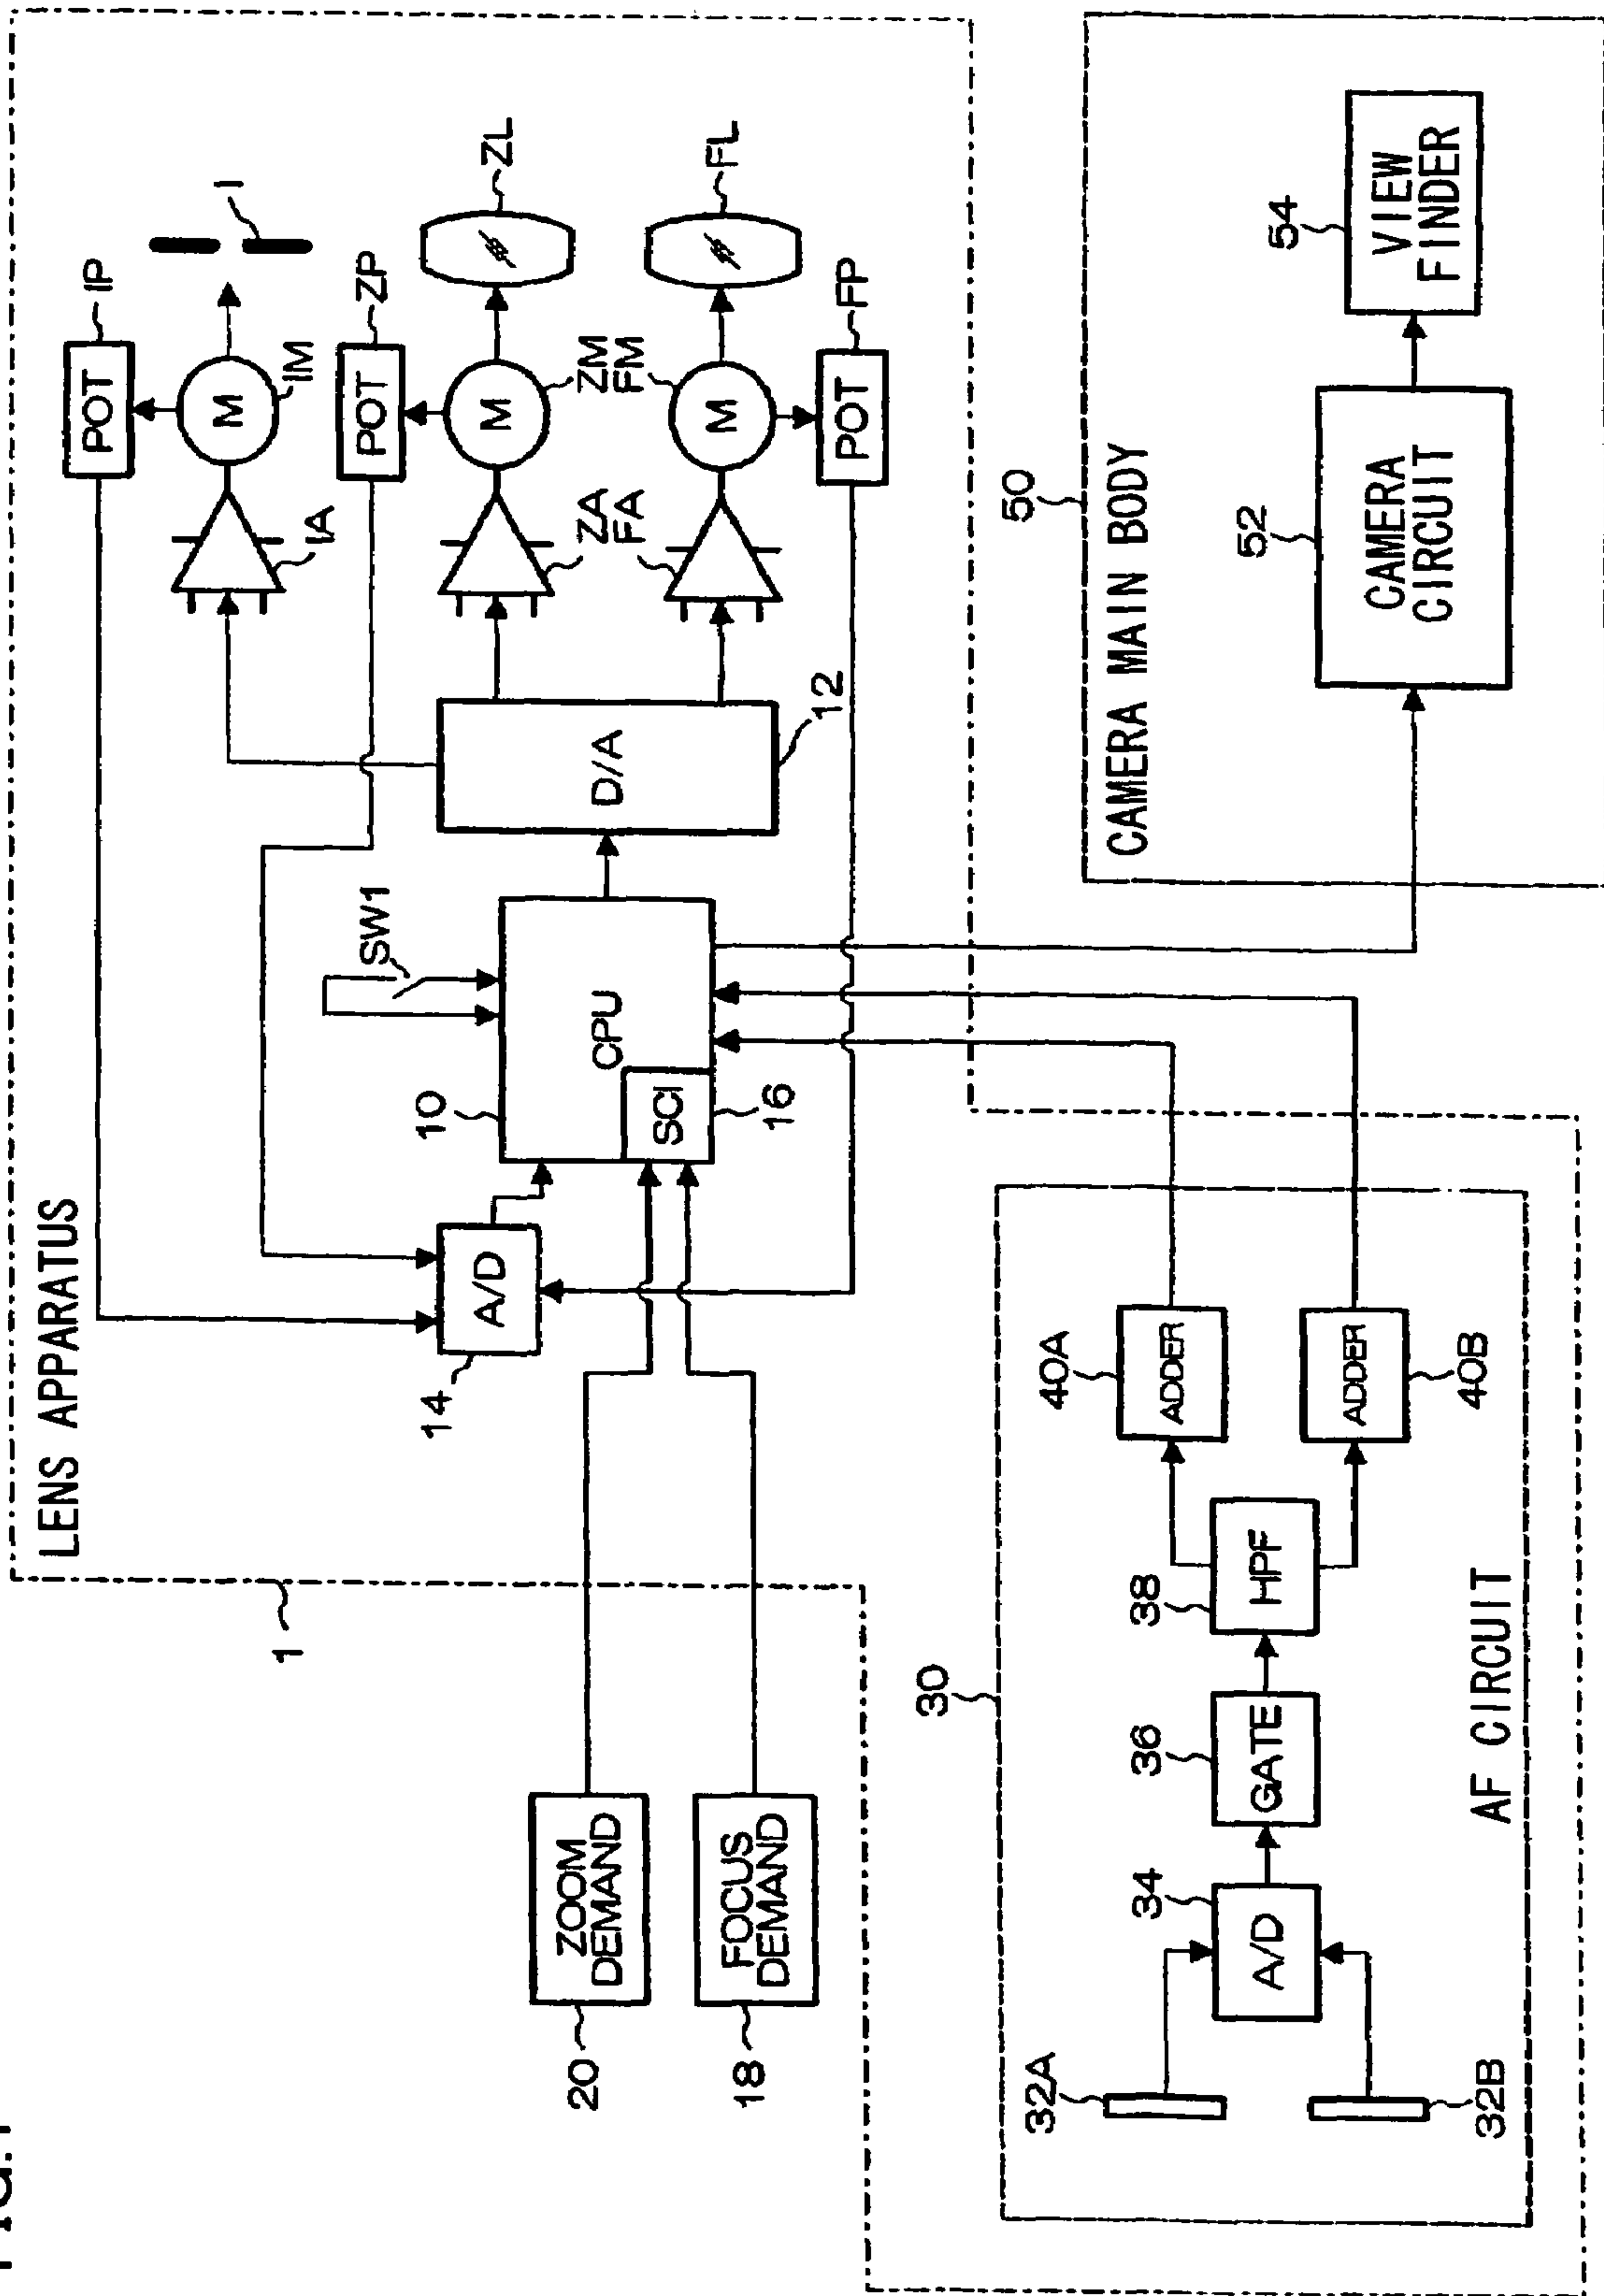 FIG.1
LENS APPARATUS
1
POT
IP
M
IM
IA
I
POT
ZP
M
ZM
ZA
ZL
M
FM
FA
FL
POT
FP
D/A
12
SW1
CPU
10
SCI
16
A/D
14
ZOOM
DEMAND
20
FOCUS
DEMAND
18
30
32A
32B
A/D
34
GATE
36
HPF
38
ADDER
40A
ADDER
40B
AF CIRCUIT
50
CAMERA MAIN BODY
CAMERA
CIRCUIT
52
VIEW
FINDER
54